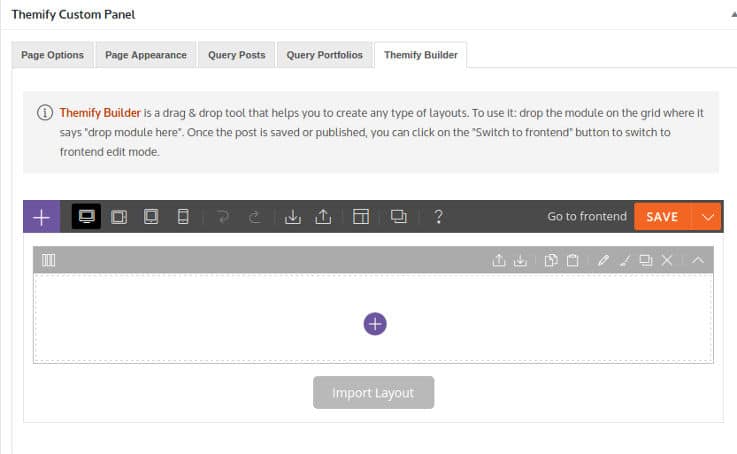 Themify Custom Panel
Page Options Page Appearance Query Posts Query Portfolios Themify Builder
Themify Builder is a drag & drop tool that helps you to create any type of layouts. To use it: drop the module on the grid where it
says "drop module here". Once the post is saved or published, you can click on the "Switch to frontend" button to switch to
frontend edit mode.
Go to frontend SAVE
Import Layout